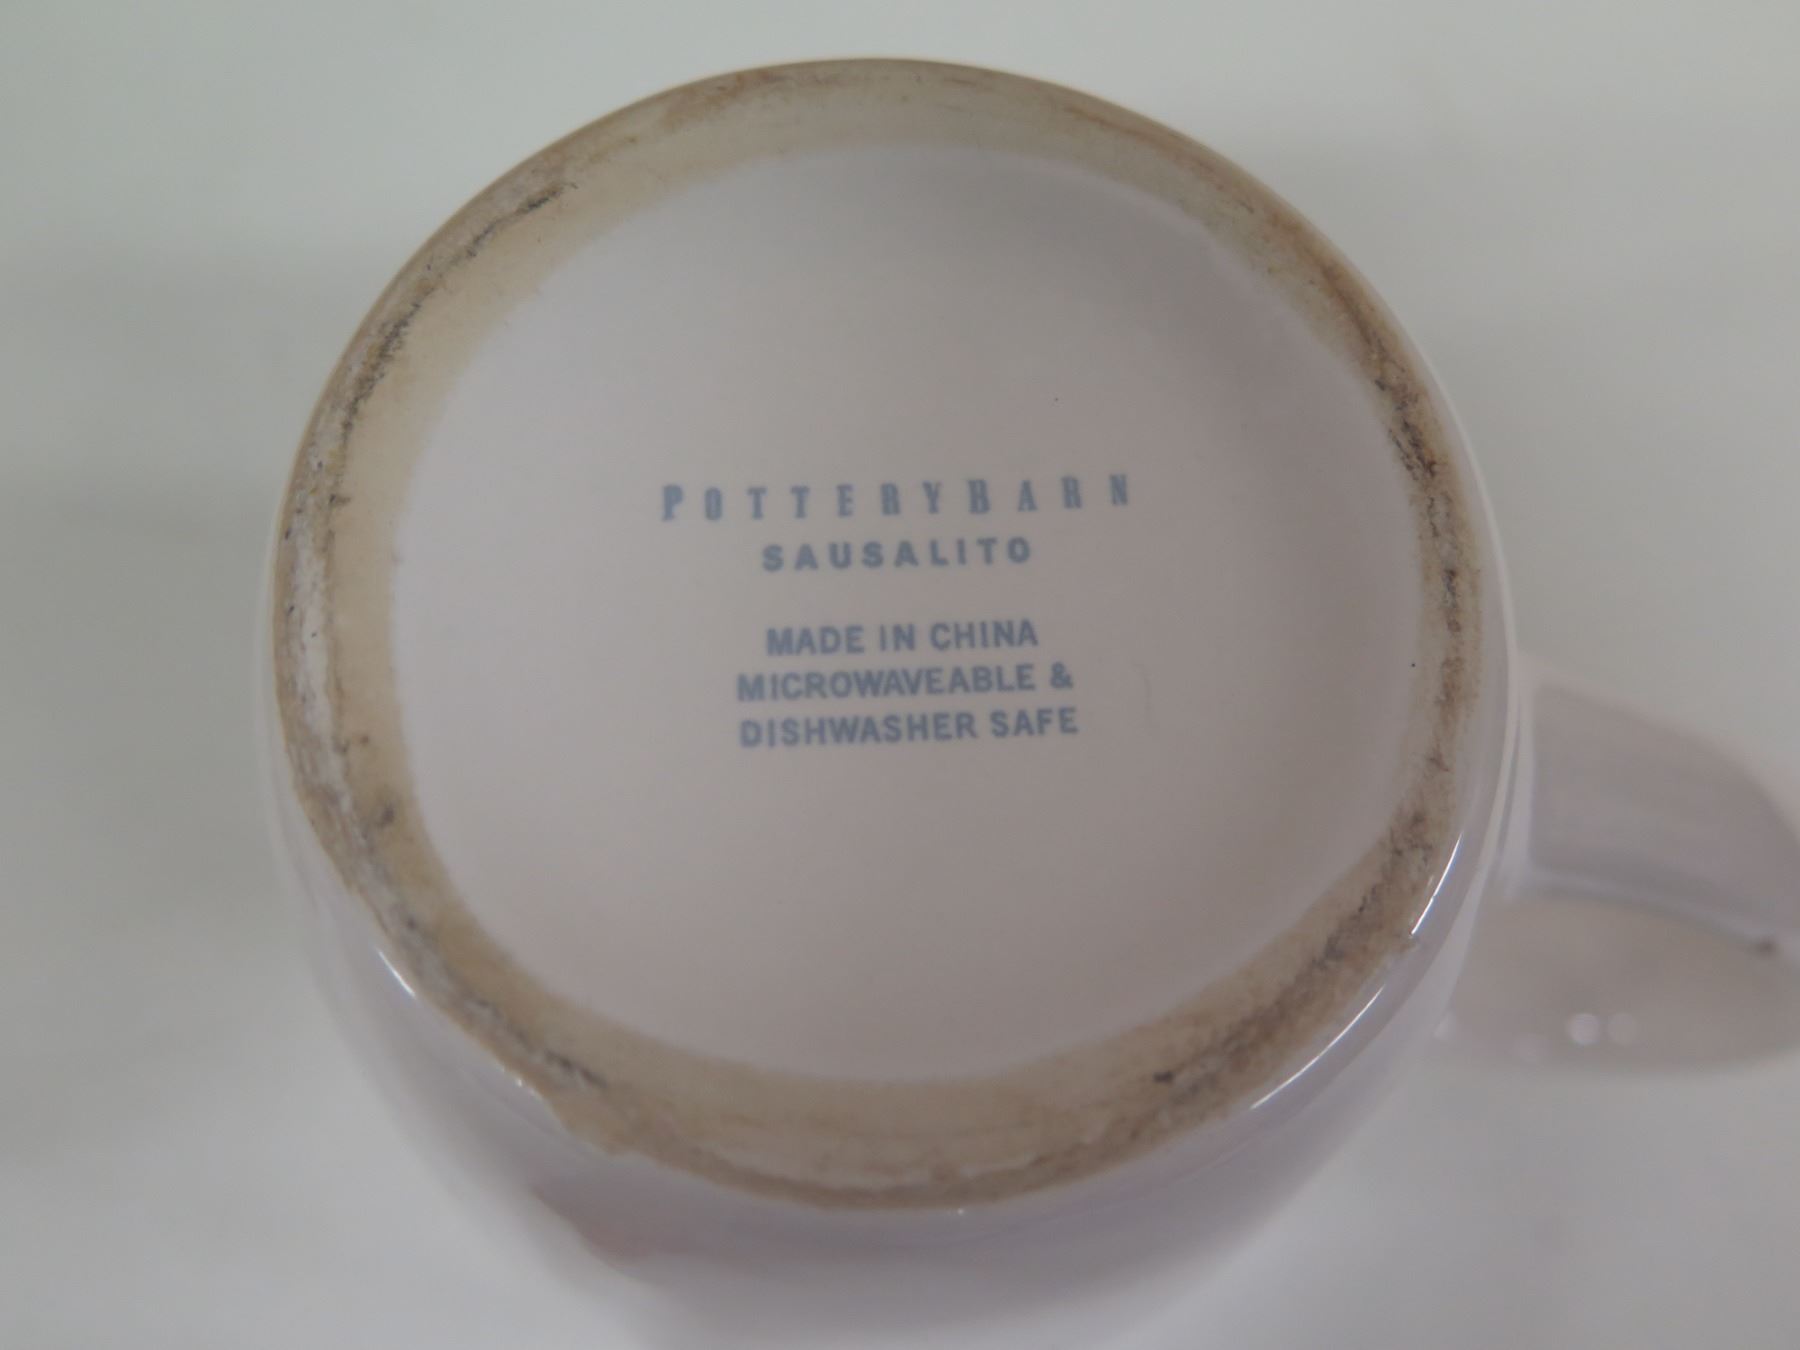 POTTERYBARN
SAUSALITO
MADE IN CHINA
MICROWAVEABLE &
DISHWASHER SAFE